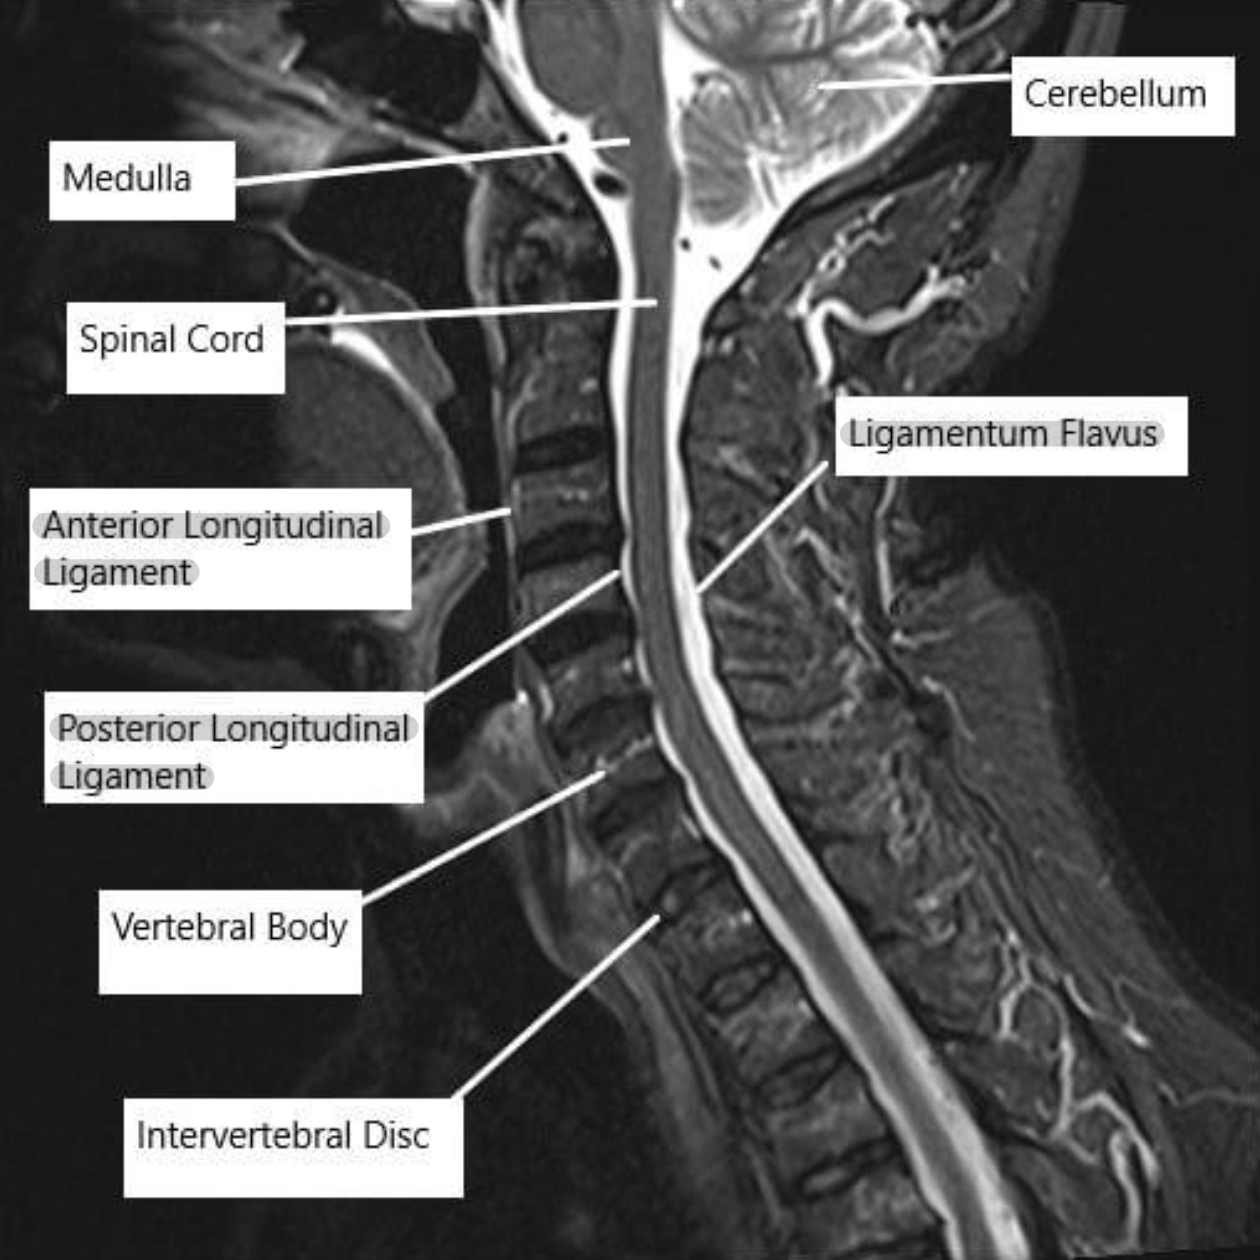 Cerebellum
Medulla
Spinal Cord
Ligamentum Flavus
Anterior Longitudinal
Ligament
Posterior Longitudinal
Ligament
Vertebral Body
Intervertebral Disc